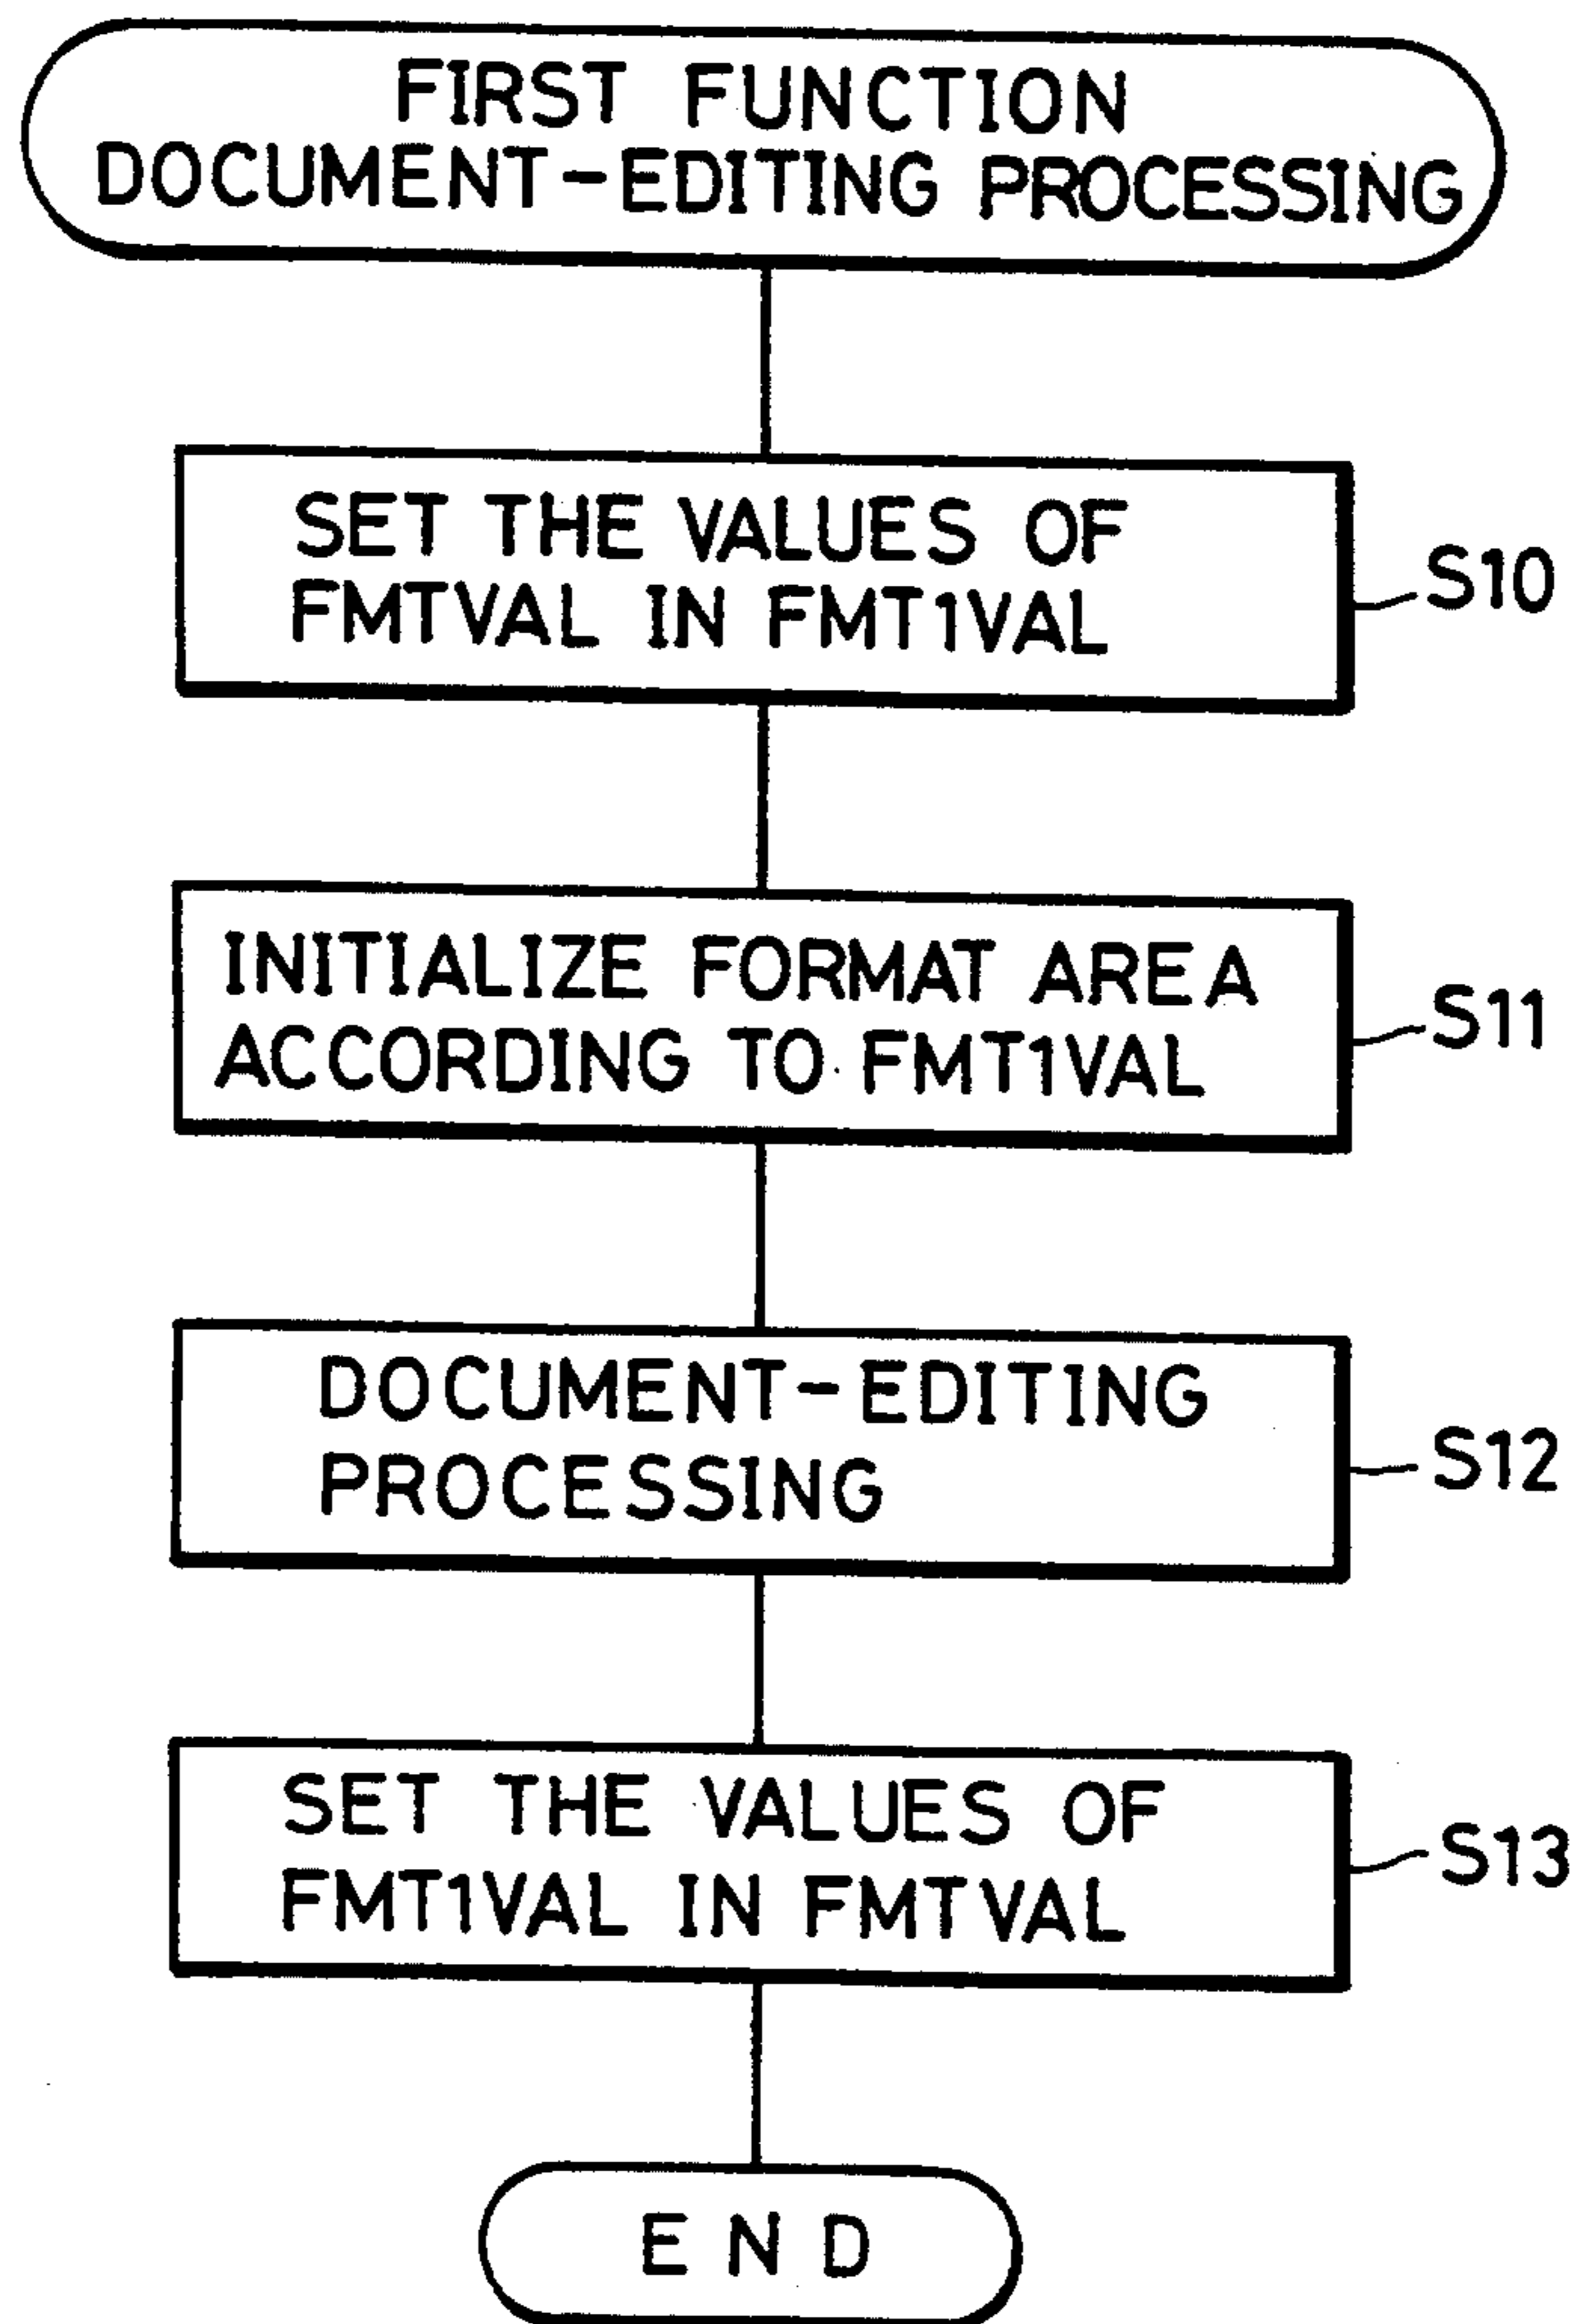 FIRST FUNCTION
DOCUMENT-EDITING PROCESSING
SET THE VALUES OF
FMTVAL IN FMT1VAL
S10
INITIALIZE FORMAT AREA
ACCORDING TO FMT1VAL
S11
DOCUMENT-EDITING
PROCESSING
S12
SET THE VALUES OF
FMT1VAL IN FMTVAL
S13
END